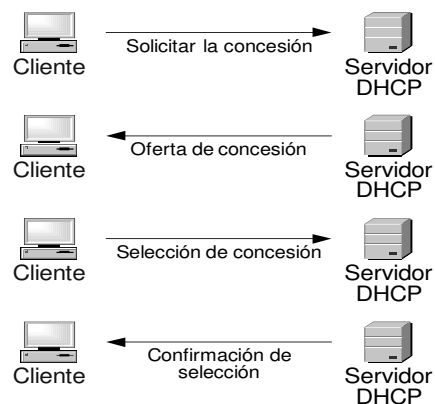 Solicitar la concesión
Cliente
Servidor
DHCP
Oferta de concesión
Cliente
Servidor
DHCP
Selección de concesión
Cliente
Servidor
DHCP
Confirmación de
selección
Cliente
Servidor
DHCP